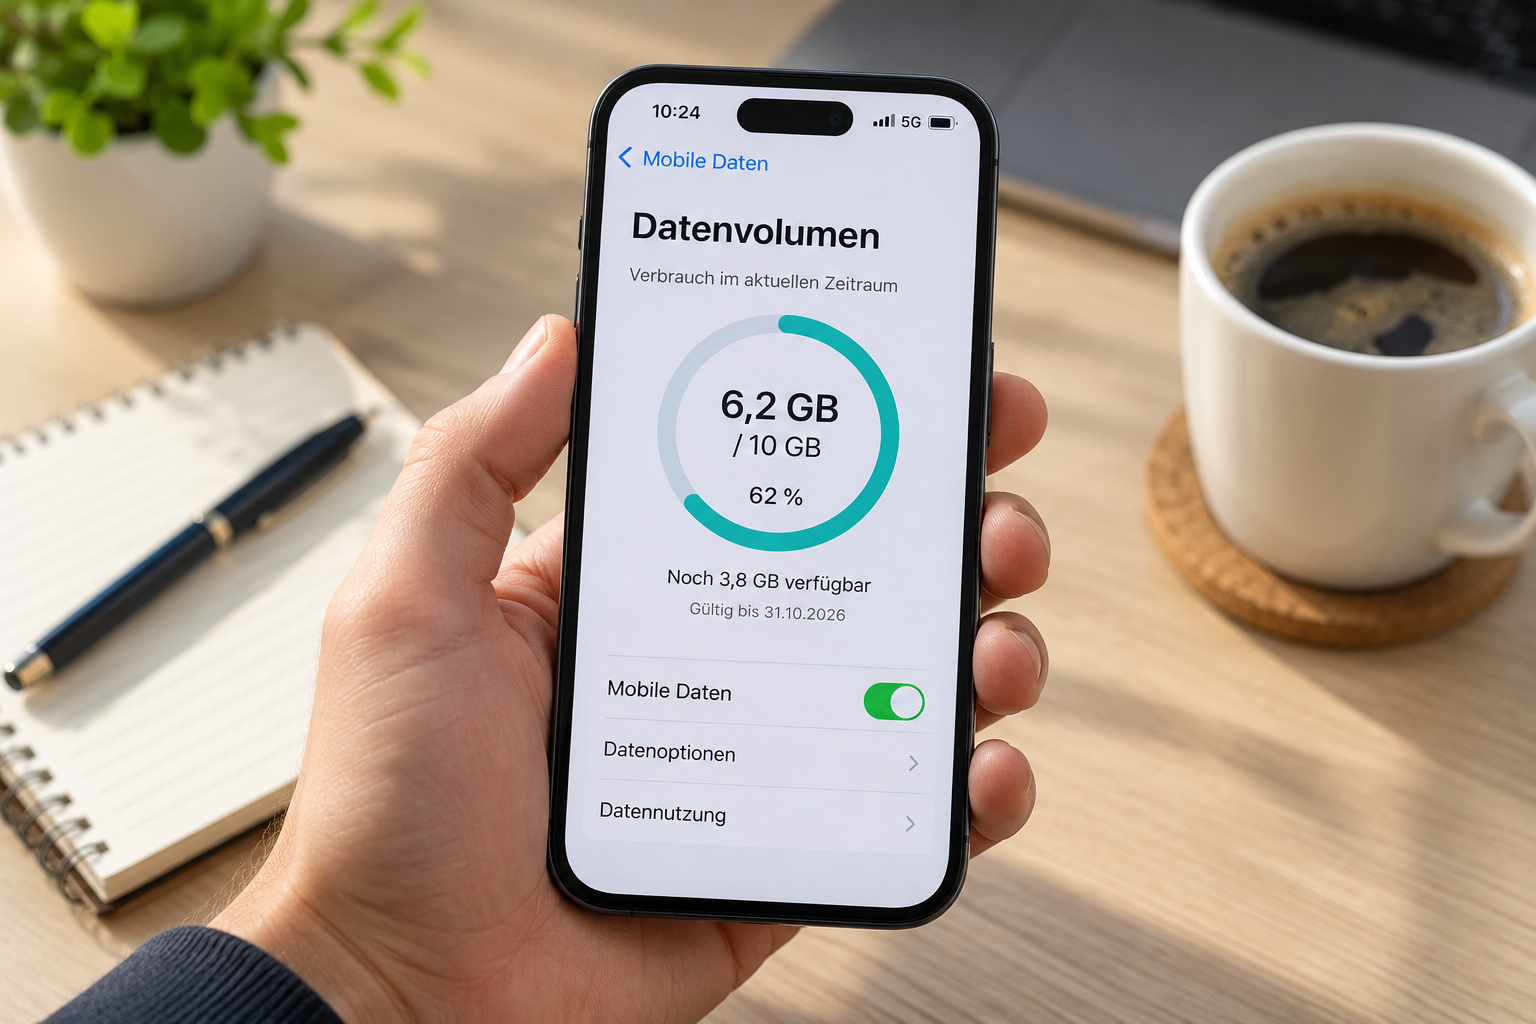 10:24
5G
Mobile Daten
Datenvolumen
Verbrauch im aktuellen Zeitraum
6,2 GB
/ 10 GB
62 %
Noch 3,8 GB verfügbar
Gültig bis 31.10.2026
Mobile Daten
Datenoptionen
Datennutzung